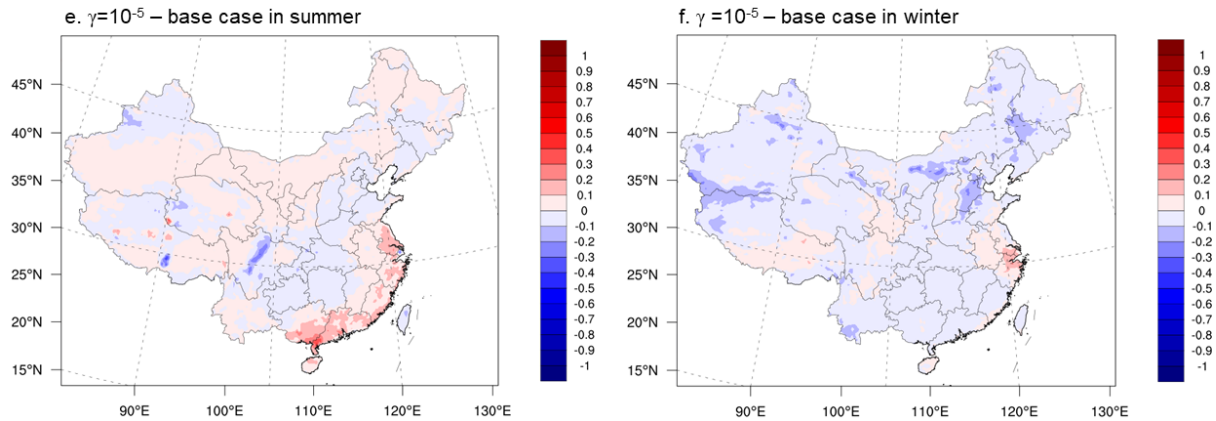 e. γ=10⁻⁵ – base case in summer
45°N
40°N
35°N
30°N
25°N
20°N
15°N
90°E 100°E 110°E 120°E 130°E
1
0.9
0.8
0.7
0.6
0.5
0.4
0.3
0.2
0.1
0
-0.1
-0.2
-0.3
-0.4
-0.5
-0.6
-0.7
-0.8
-0.9
-1
f. γ =10⁻⁵ – base case in winter
45°N
40°N
35°N
30°N
25°N
20°N
15°N
90°E 100°E 110°E 120°E 130°E
1
0.9
0.8
0.7
0.6
0.5
0.4
0.3
0.2
0.1
0
-0.1
-0.2
-0.3
-0.4
-0.5
-0.6
-0.7
-0.8
-0.9
-1